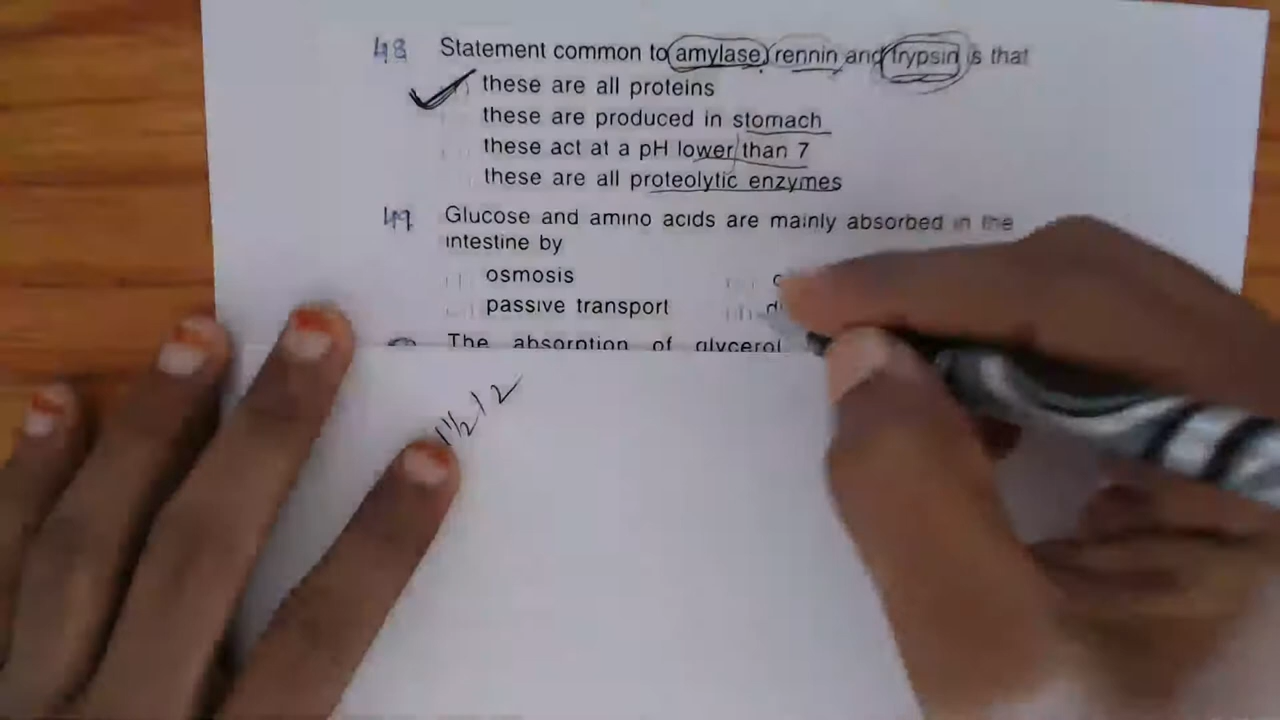 48 Statement common to amylase, rennin and trypsin is that
these are all proteins
these are produced in stomach
these act at a pH lower than 7
these are all proteolytic enzymes
49 Glucose and amino acids are mainly absorbed in the
intestine by
osmosis
passive transport
The absorption of glycerol
1½ 1 2